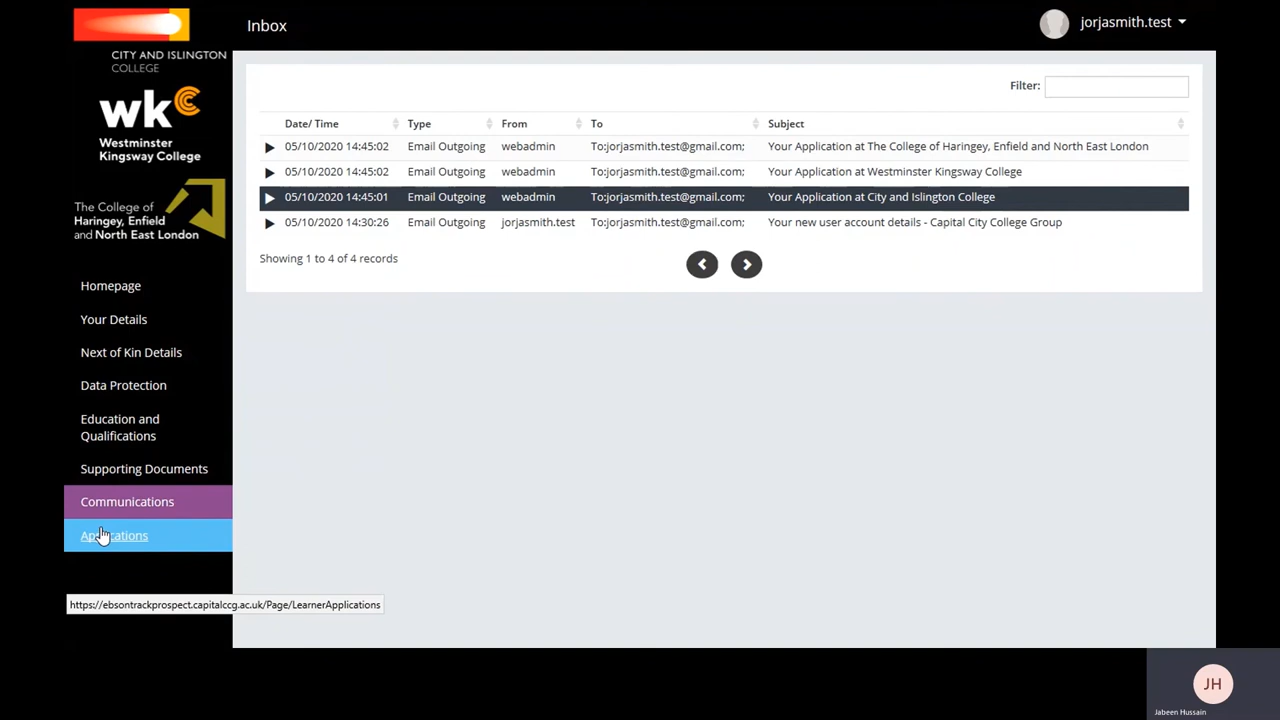 Inbox
jorjasmith.test
CITY AND ISLINGTON
COLLEGE
wkc
Westminster
Kingsway College
The College of
Haringey, Enfield
and North East London
Homepage
Your Details
Next of Kin Details
Data Protection
Education and
Qualifications
Supporting Documents
Communications
Applications
Filter:
Date/ Time Type From To Subject
05/10/2020 14:45:02 Email Outgoing webadmin To:jorjasmith.test@gmail.com; Your Application at The College of Haringey, Enfield and North East London
05/10/2020 14:45:02 Email Outgoing webadmin To:jorjasmith.test@gmail.com; Your Application at Westminster Kingsway College
05/10/2020 14:45:01 Email Outgoing webadmin To:jorjasmith.test@gmail.com; Your Application at City and Islington College
05/10/2020 14:30:26 Email Outgoing jorjasmith.test To:jorjasmith.test@gmail.com; Your new user account details - Capital City College Group
Showing 1 to 4 of 4 records
https://ebsontrackprospect.capitalccg.ac.uk/Page/LearnerApplications
JH
Jabeen Hussain